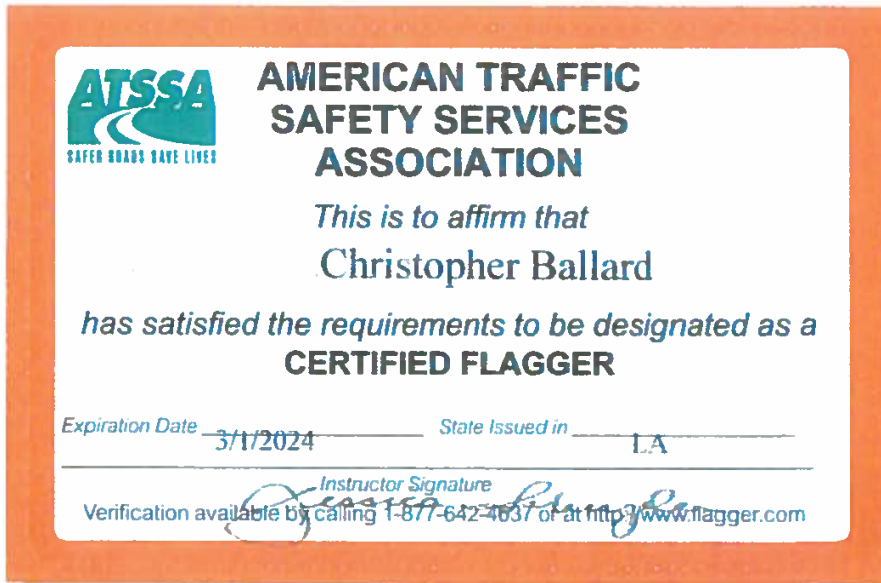 ATSSA
SAFER ROADS SAVE LIVES
AMERICAN TRAFFIC
SAFETY SERVICES
ASSOCIATION
This is to affirm that
Christopher Ballard
has satisfied the requirements to be designated as a
CERTIFIED FLAGGER
Expiration Date 3/1/2024 State Issued in LA
Instructor Signature
Jessica
Verification available by calling 1-877-642-4637 or at http://www.flagger.com